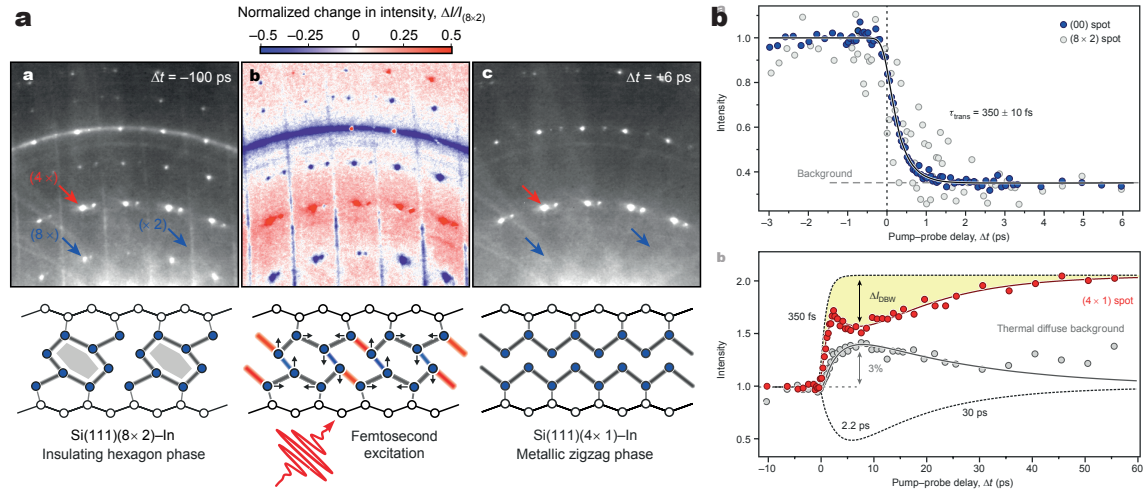 a
Normalized change in intensity, ΔI/I(8×2)
−0.5 −0.25 0 0.25 0.5
a
Δt = −100 ps
b
c
Δt = +6 ps
(4×)
(8×)
(× 2)
Si(111)(8× 2)–In
Insulating hexagon phase
Femtosecond
excitation
Si(111)(4× 1)–In
Metallic zigzag phase
b
a
(00) spot
(8 × 2) spot
1.0
0.8
0.6
0.4
Intensity
τtrans = 350 ± 10 fs
Background
−3 −2 −1 0 1 2 3 4 5 6
Pump–probe delay, Δt (ps)
b
2.0
1.5
1.0
0.5
Intensity
350 fs
ΔIDBW
(4 × 1) spot
Thermal diffuse background
3%
2.2 ps
30 ps
−10 0 10 20 30 40 50 60
Pump–probe delay, Δt (ps)